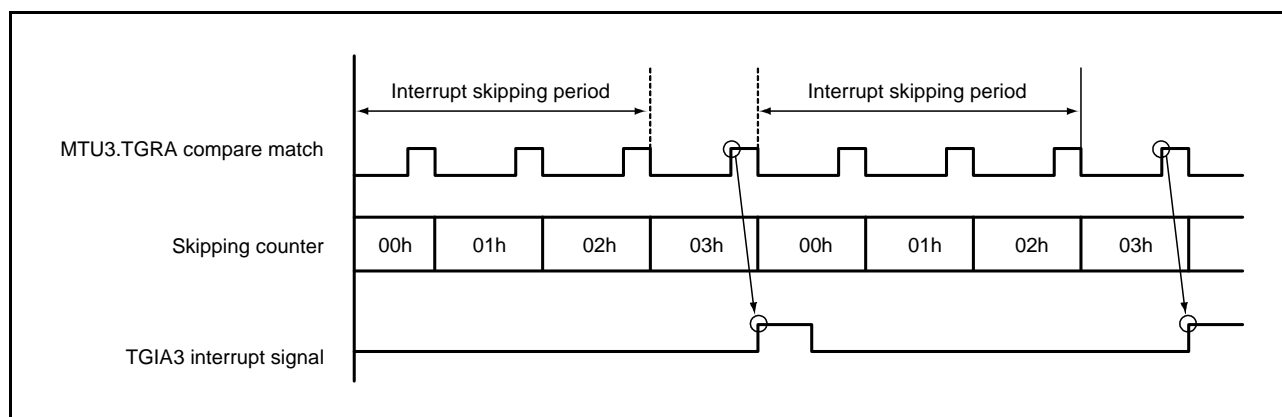 Interrupt skipping period Interrupt skipping period
MTU3.TGRA compare match
Skipping counter 00h 01h 02h 03h 00h 01h 02h 03h
TGIA3 interrupt signal